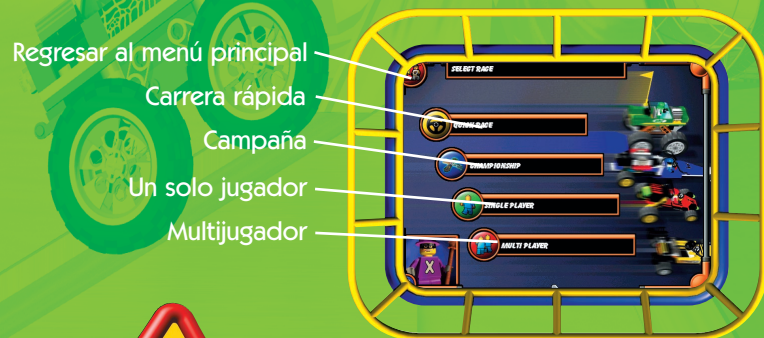 Regresar al menú principal
Carrera rápida
Campaña
Un solo jugador
Multijugador
SELECT RACE
QUICK RACE
CHAMPIONSHIP
SINGLE PLAYER
MULTI PLAYER
X